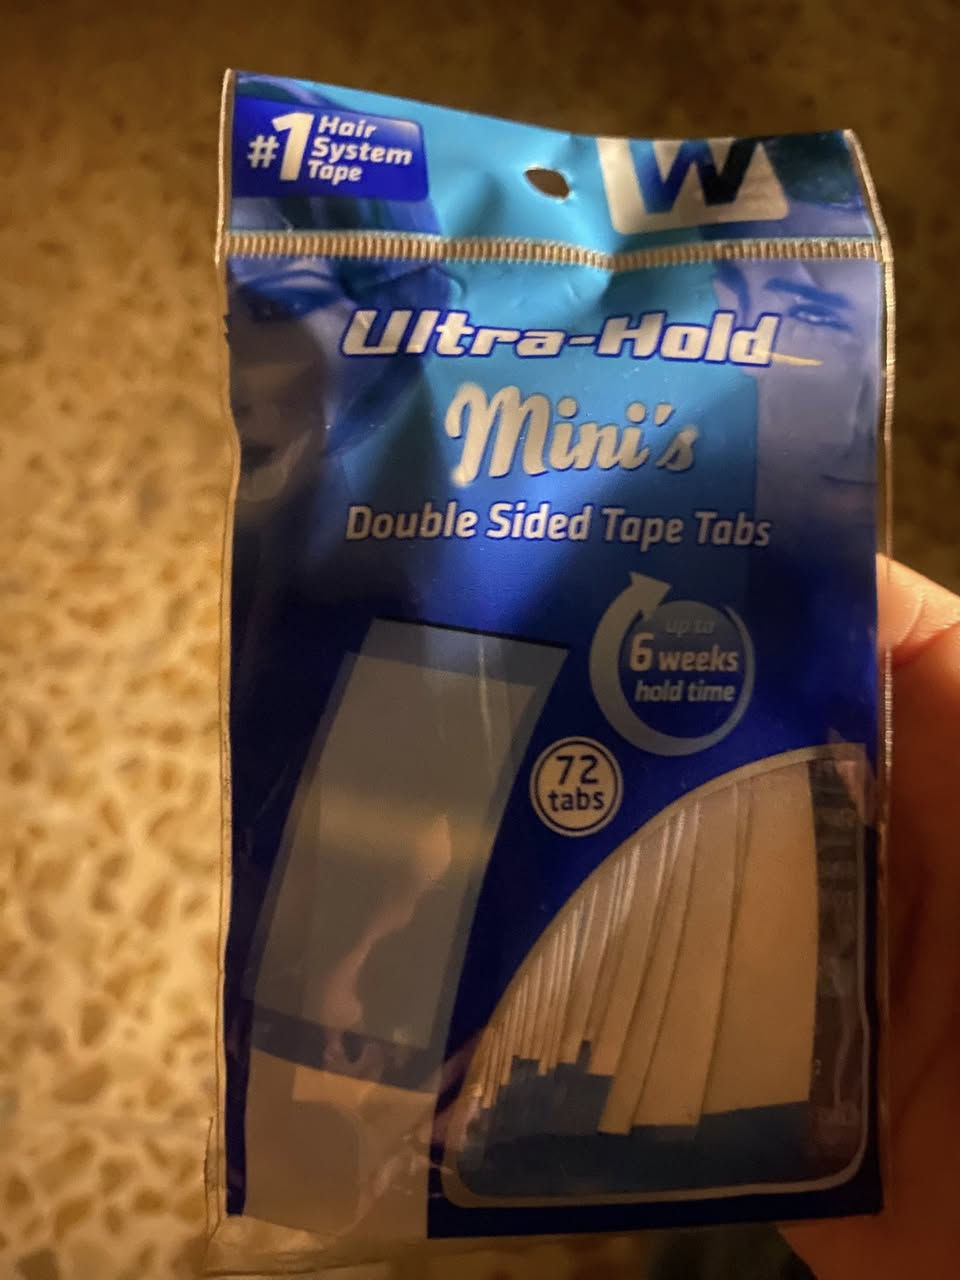 #1 Hair
System
Tape
W
Ultra-Hold
Mini's
Double Sided Tape Tabs
up to
6 weeks
hold time
72
tabs